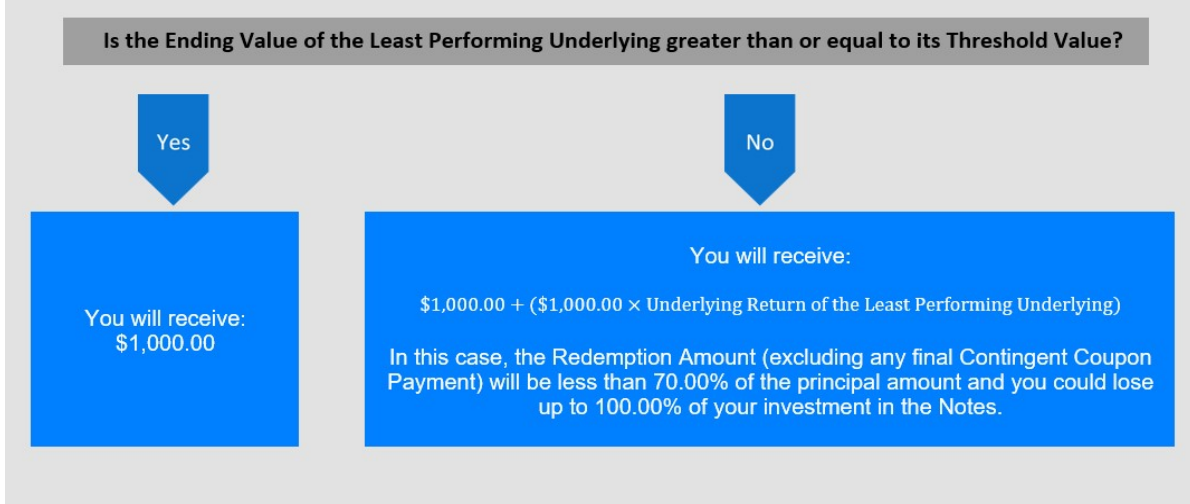 Is the Ending Value of the Least Performing Underlying greater than or equal to its Threshold Value?
Yes
No
You will receive:
$1,000.00
You will receive:
$1,000.00 + ($1,000.00 × Underlying Return of the Least Performing Underlying)
In this case, the Redemption Amount (excluding any final Contingent Coupon
Payment) will be less than 70.00% of the principal amount and you could lose
up to 100.00% of your investment in the Notes.